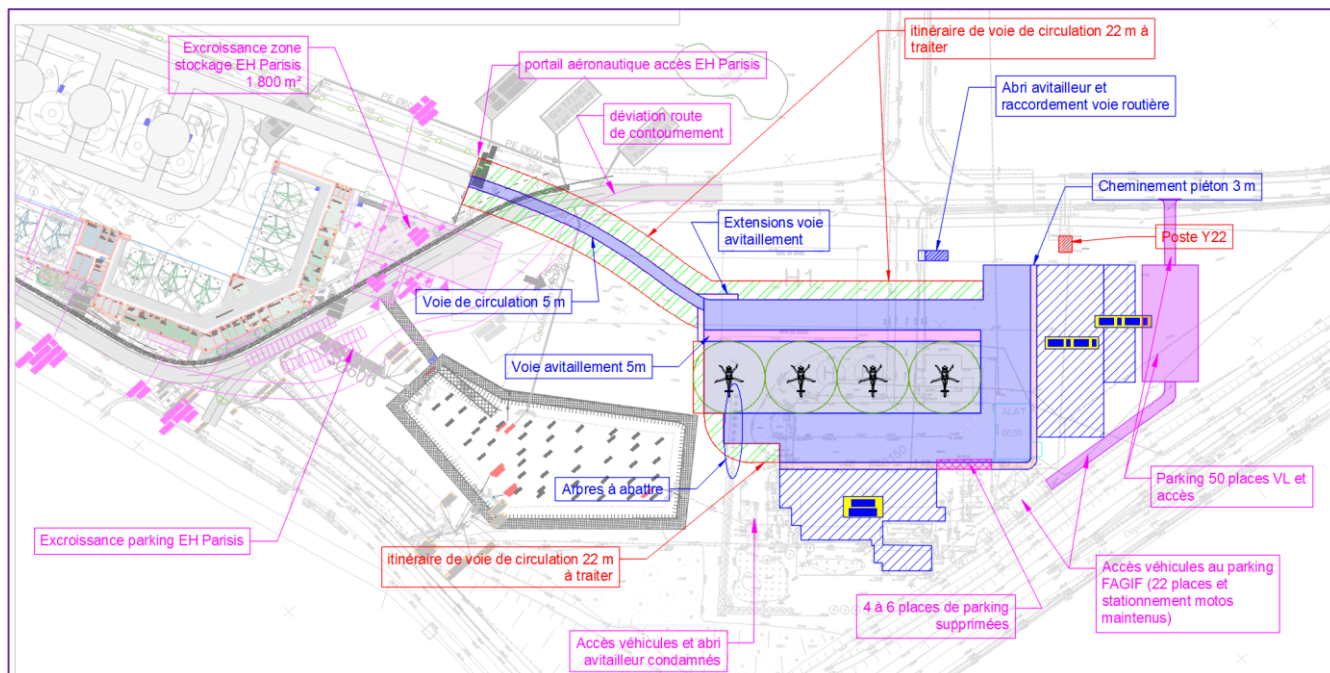 Excroissance zone
stockage EH Parisis
1 800 m²
portail aéronautique accès EH Parisis
itinéraire de voie de circulation 22 m à
traiter
Abri avitailleur et
raccordement voie routière
déviation route
de contournement
Cheminement piéton 3 m
Extensions voie
avitaillement
Poste Y22
H1
Voie de circulation 5 m
Voie avitaillement 5m
ALAT
Arbres à abattre
Parking 50 places VL et
accès
Excroissance parking EH Parisis
itinéraire de voie de circulation 22 m
à traiter
4 à 6 places de parking
supprimées
Accès véhicules au parking
FAGIF (22 places et
stationnement motos
maintenus)
Accès véhicules et abri
avitailleur condamnés